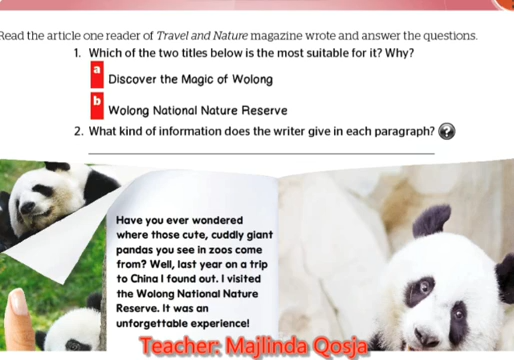 Read the article one reader of Travel and Nature magazine wrote and answer the questions.
1. Which of the two titles below is the most suitable for it? Why?
a Discover the Magic of Wolong
b Wolong National Nature Reserve
2. What kind of information does the writer give in each paragraph? ?
Have you ever wondered
where those cute, cuddly giant
pandas you see in zoos come
from? Well, last year on a trip
to China I found out. I visited
the Wolong National Nature
Reserve. It was an
unforgettable experience!
Teacher: Majlinda Qosja